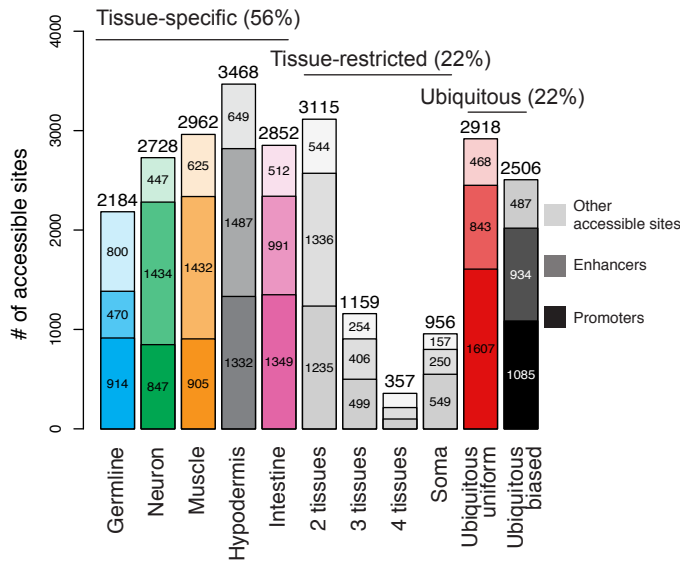 Tissue-specific (56%)
Tissue-restricted (22%)
Ubiquitous (22%)
# of accessible sites
4000
3000
2000
1000
0
2184
800
470
914
2728
447
1434
847
2962
625
1432
905
3468
649
1487
1332
2852
512
991
1349
3115
544
1336
1235
1159
254
406
499
357
956
157
250
549
2918
468
843
1607
2506
487
934
1085
Other
accessible sites
Enhancers
Promoters
Germline
Neuron
Muscle
Hypodermis
Intestine
2 tissues
3 tissues
4 tissues
Soma
Ubiquitous
uniform
Ubiquitous
biased